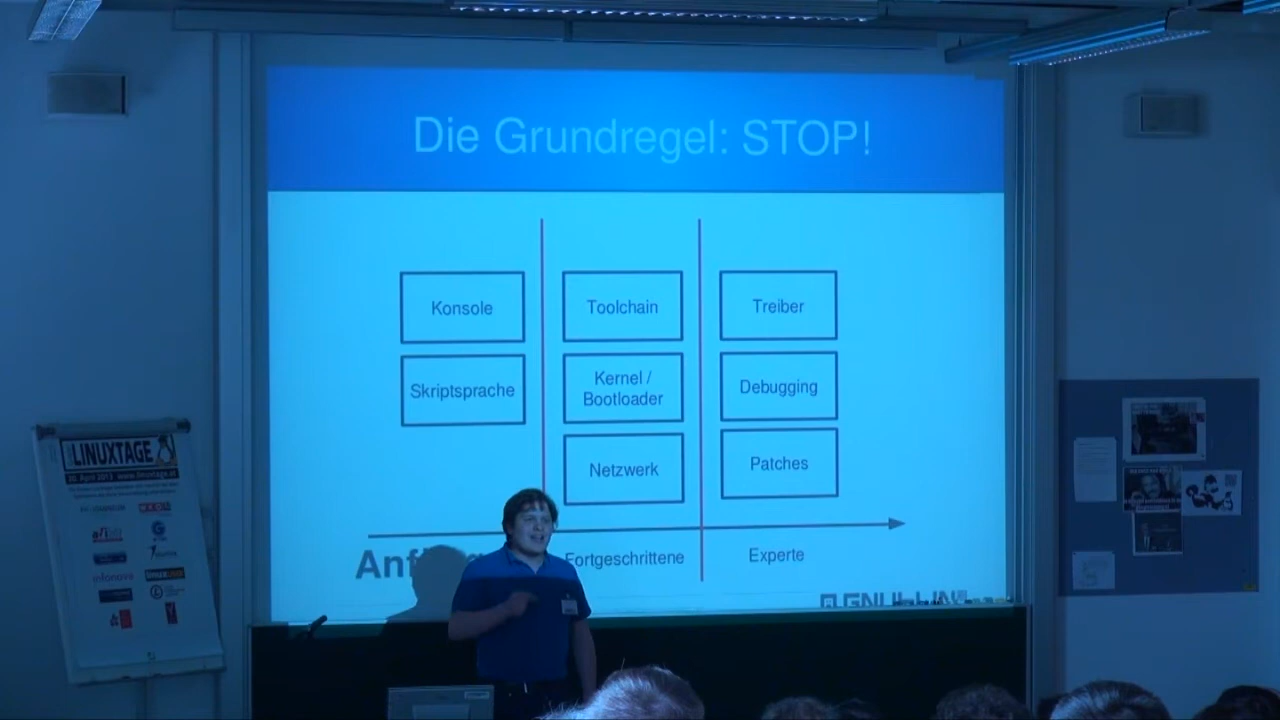 Die Grundregel: STOP!
Konsole
Toolchain
Treiber
Skriptsprache
Kernel /
Bootloader
Debugging
Netzwerk
Patches
Fortgeschrittene
Experte
LINUXTAGE